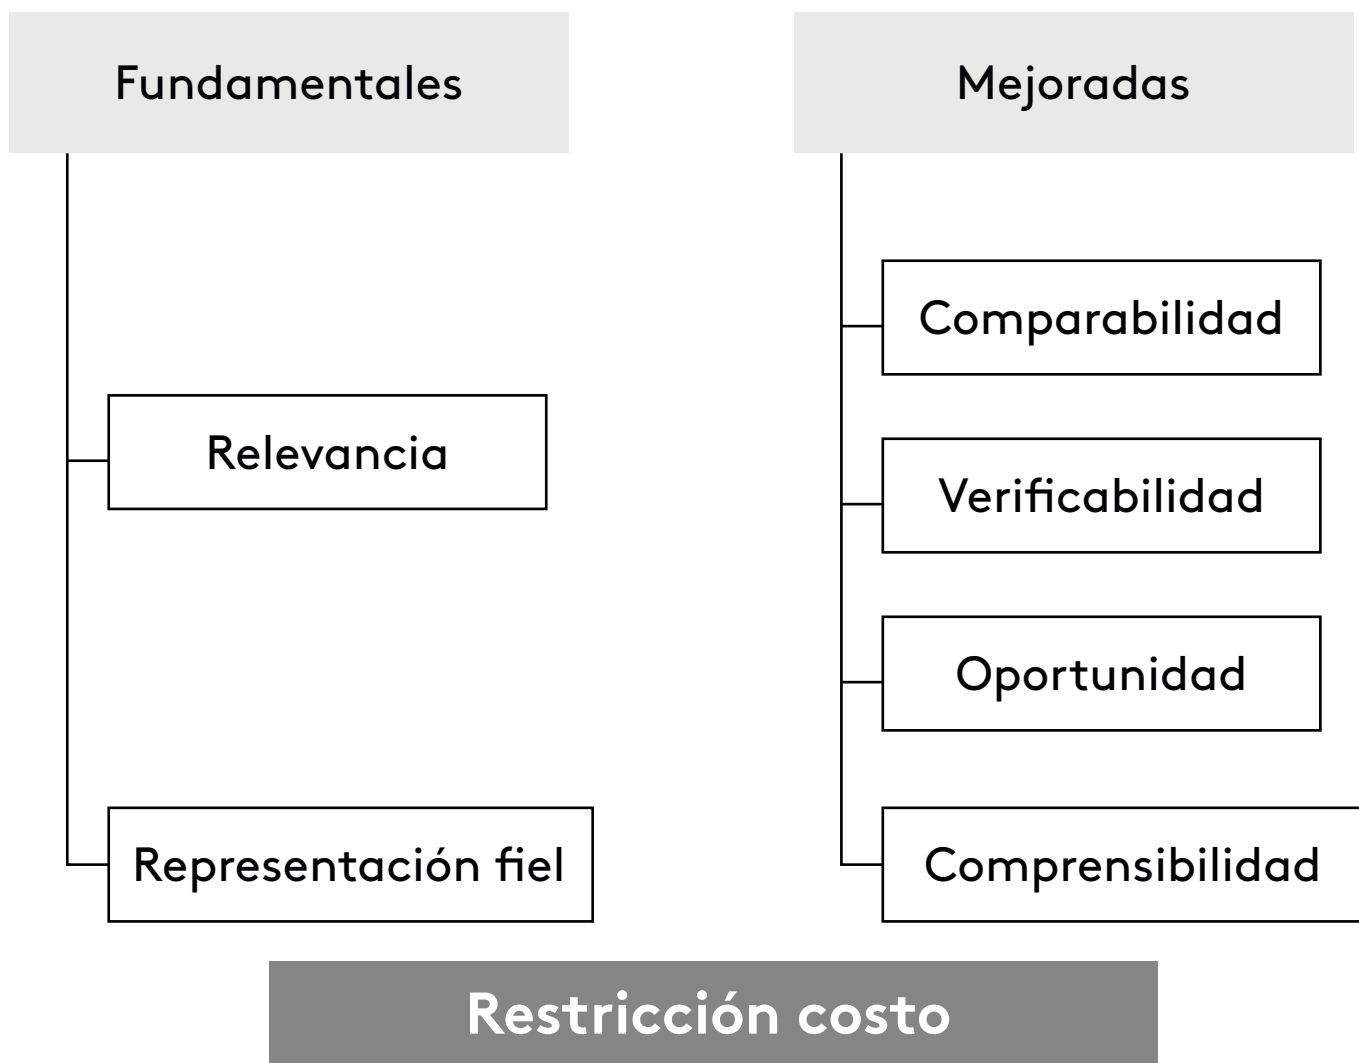 Fundamentales
Relevancia
Representación fiel
Mejoradas
Comparabilidad
Verificabilidad
Oportunidad
Comprensibilidad
Restricción costo